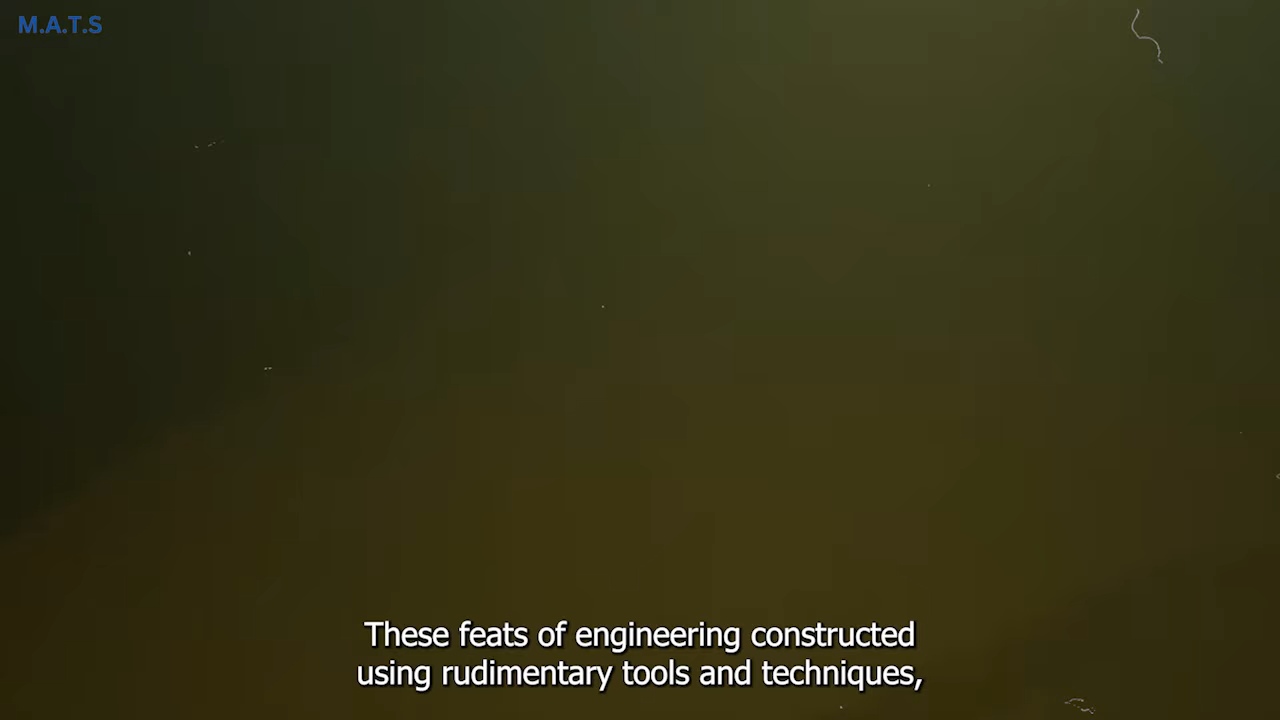 M.A.T.S
These feats of engineering constructed
using rudimentary tools and techniques,